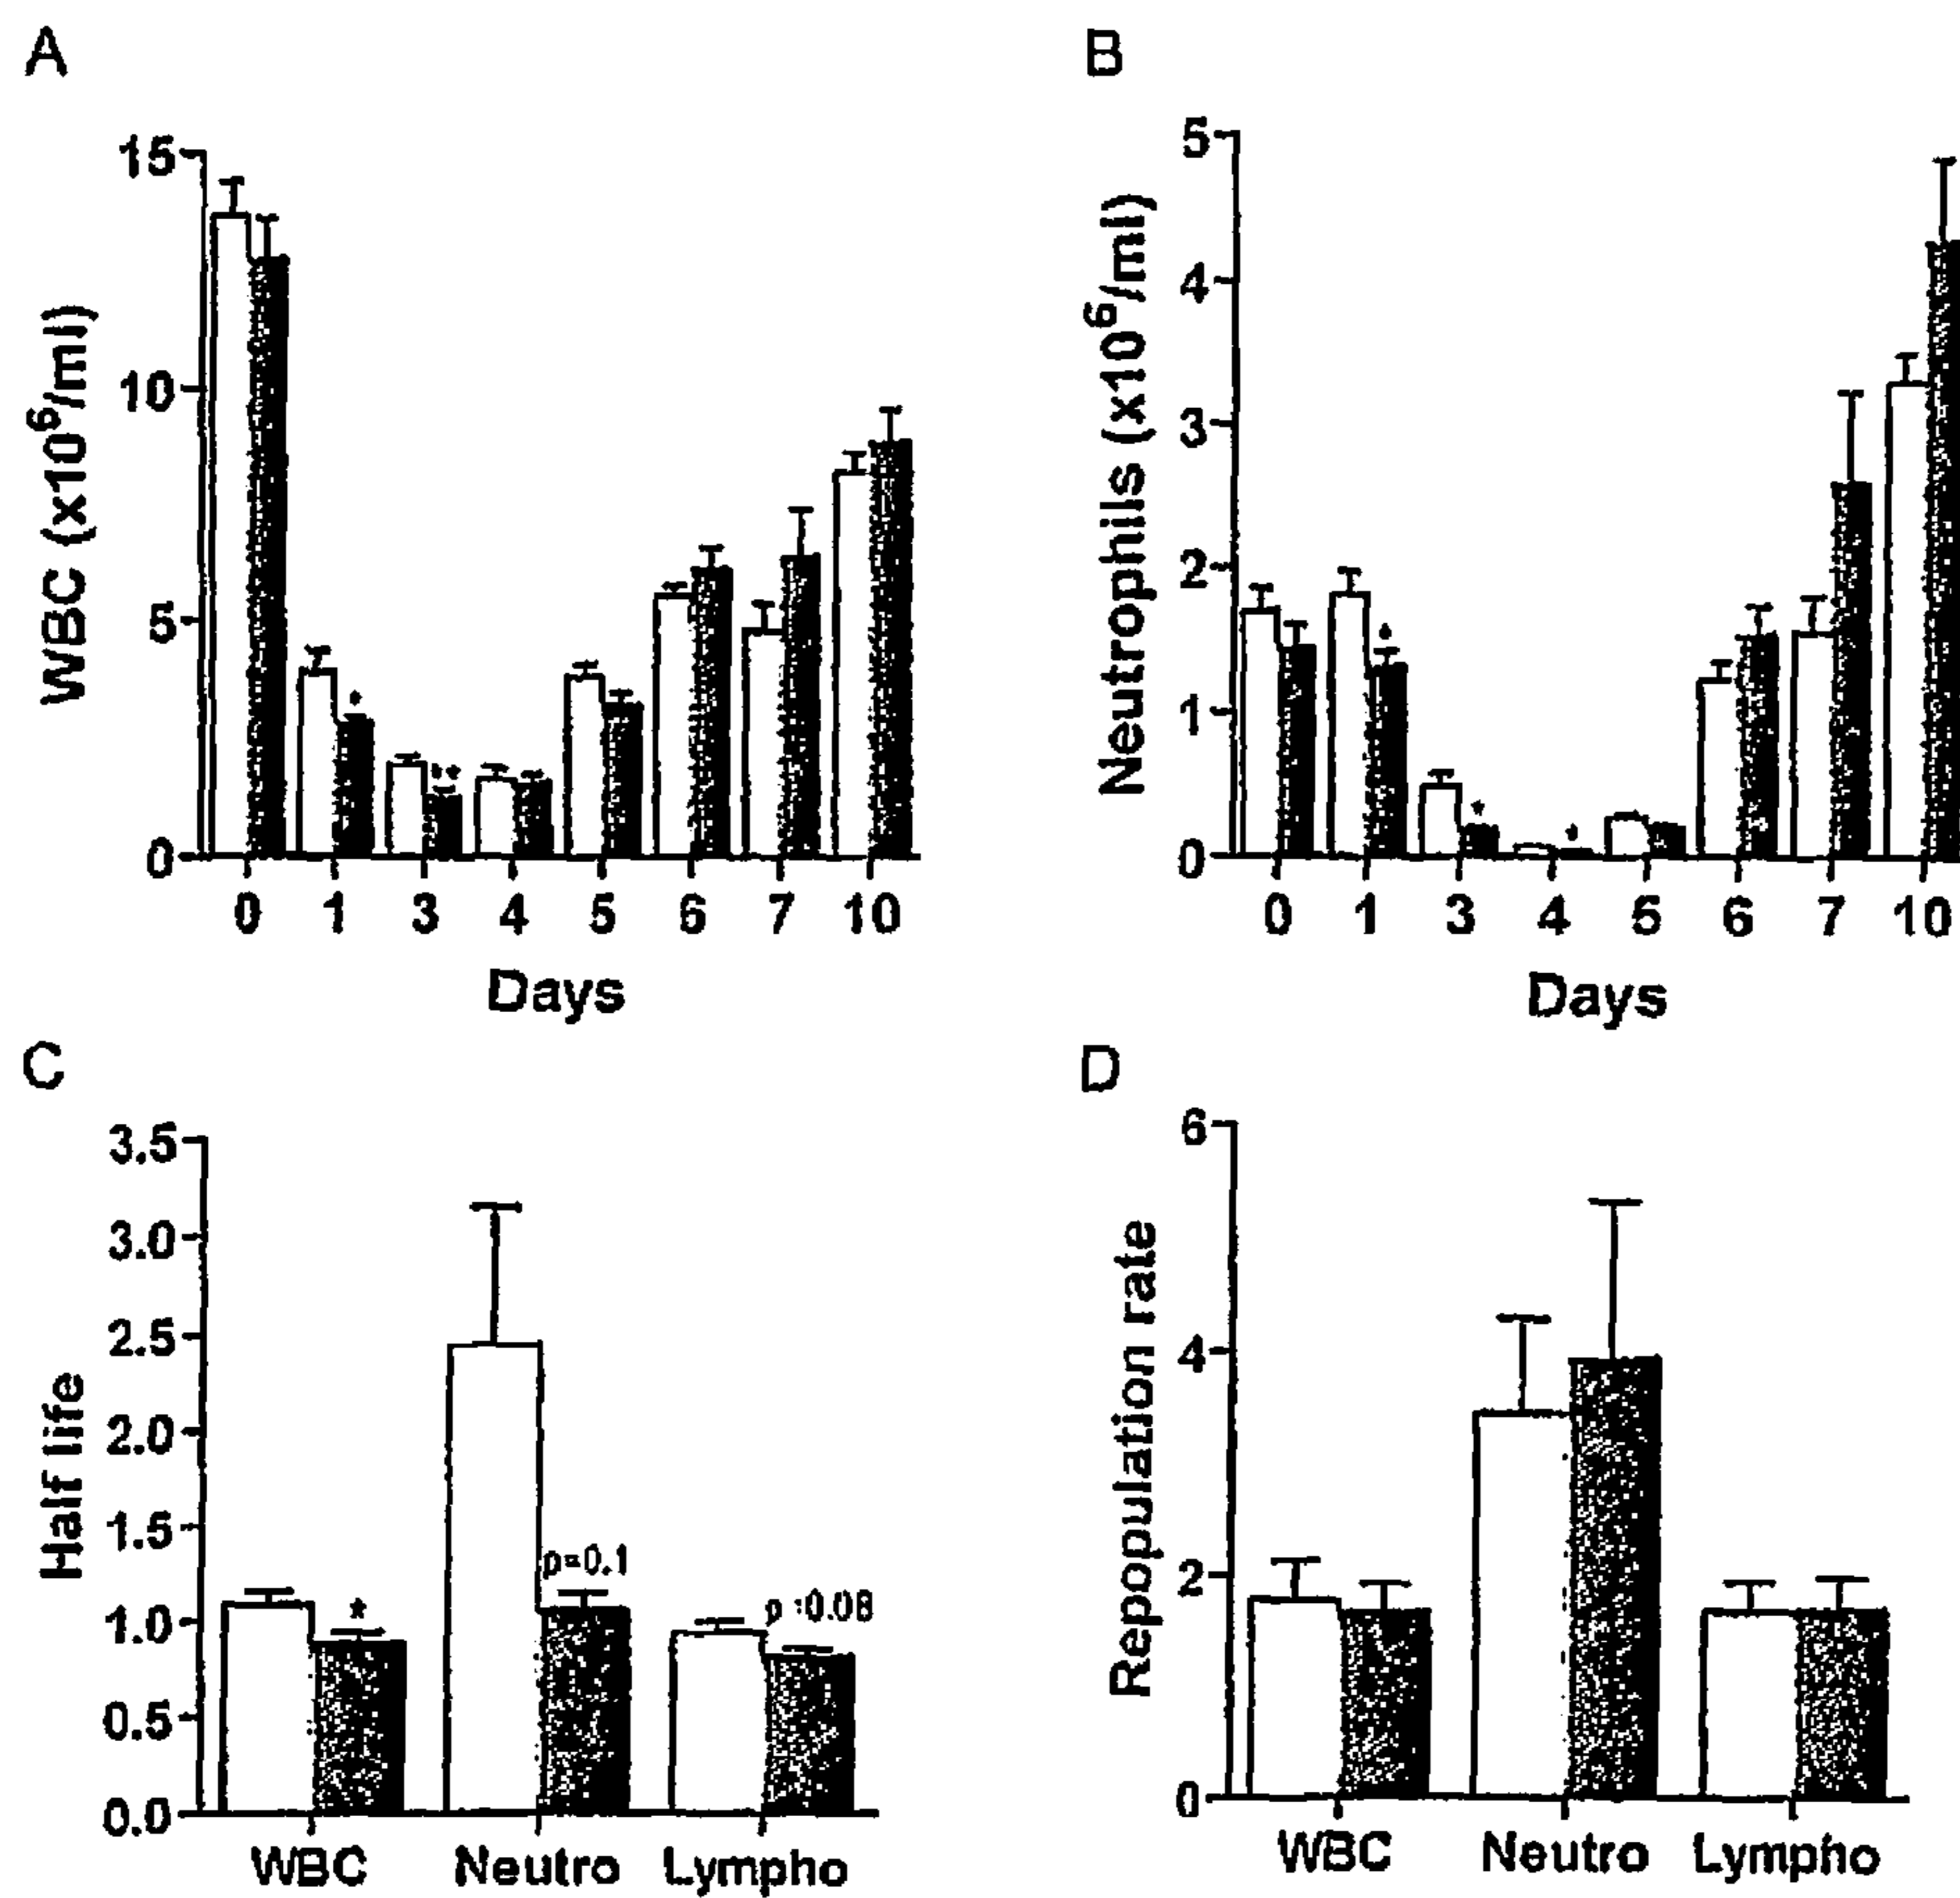 A
WBC (x10⁶/ml)
15
10
5
0
*
**
0 1 3 4 5 6 7 10
Days
B
Neutrophils (x10⁶/ml)
5
4
3
2
1
0
*
*
*
0 1 3 4 5 6 7 10
Days
C
Half life
3.5
3.0
2.5
2.0
1.5
1.0
0.5
0.0
*
p=0.1
WBC Neutro Lympho
D
Repopulation rate
6
4
2
0
WBC Neutro Lympho